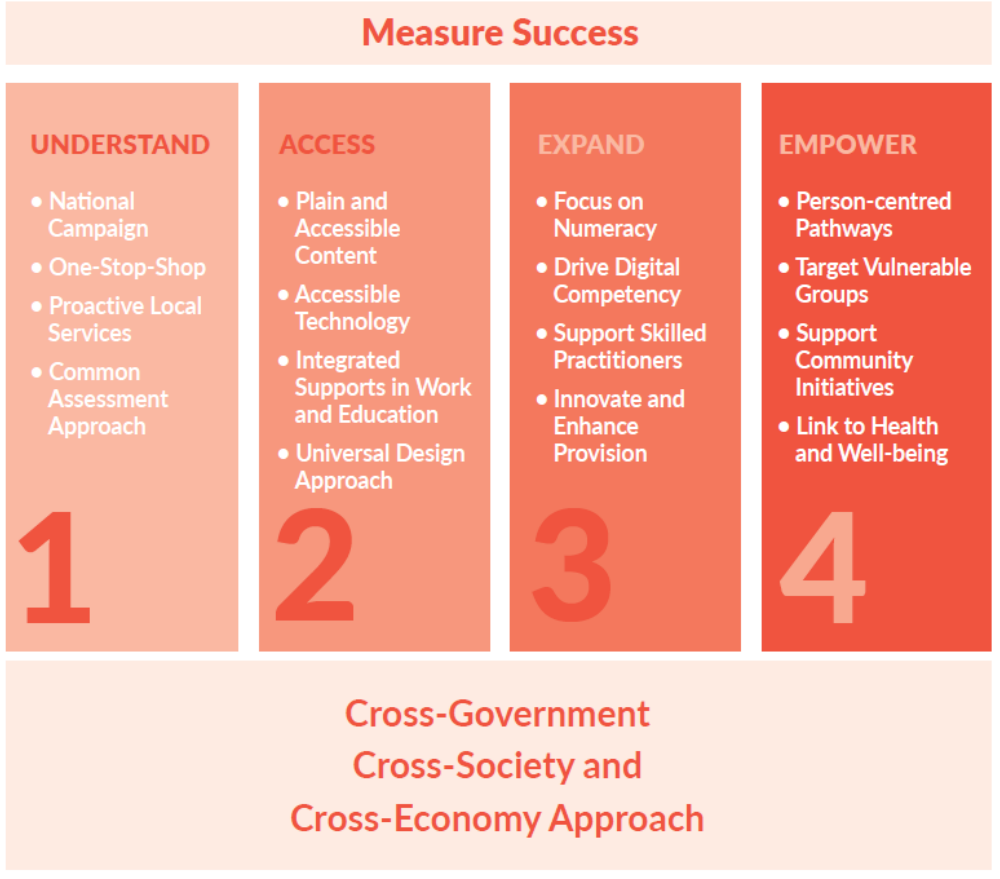 Measure Success
UNDERSTAND
• National
Campaign
• One-Stop-Shop
• Proactive Local
Services
• Common
Assessment
Approach
1
ACCESS
• Plain and
Accessible
Content
• Accessible
Technology
• Integrated
Supports in Work
and Education
• Universal Design
Approach
2
EXPAND
• Focus on
Numeracy
• Drive Digital
Competency
• Support Skilled
Practitioners
• Innovate and
Enhance
Provision
3
EMPOWER
• Person-centred
Pathways
• Target Vulnerable
Groups
• Support
Community
Initiatives
• Link to Health
and Well-being
4
Cross-Government
Cross-Society and
Cross-Economy Approach